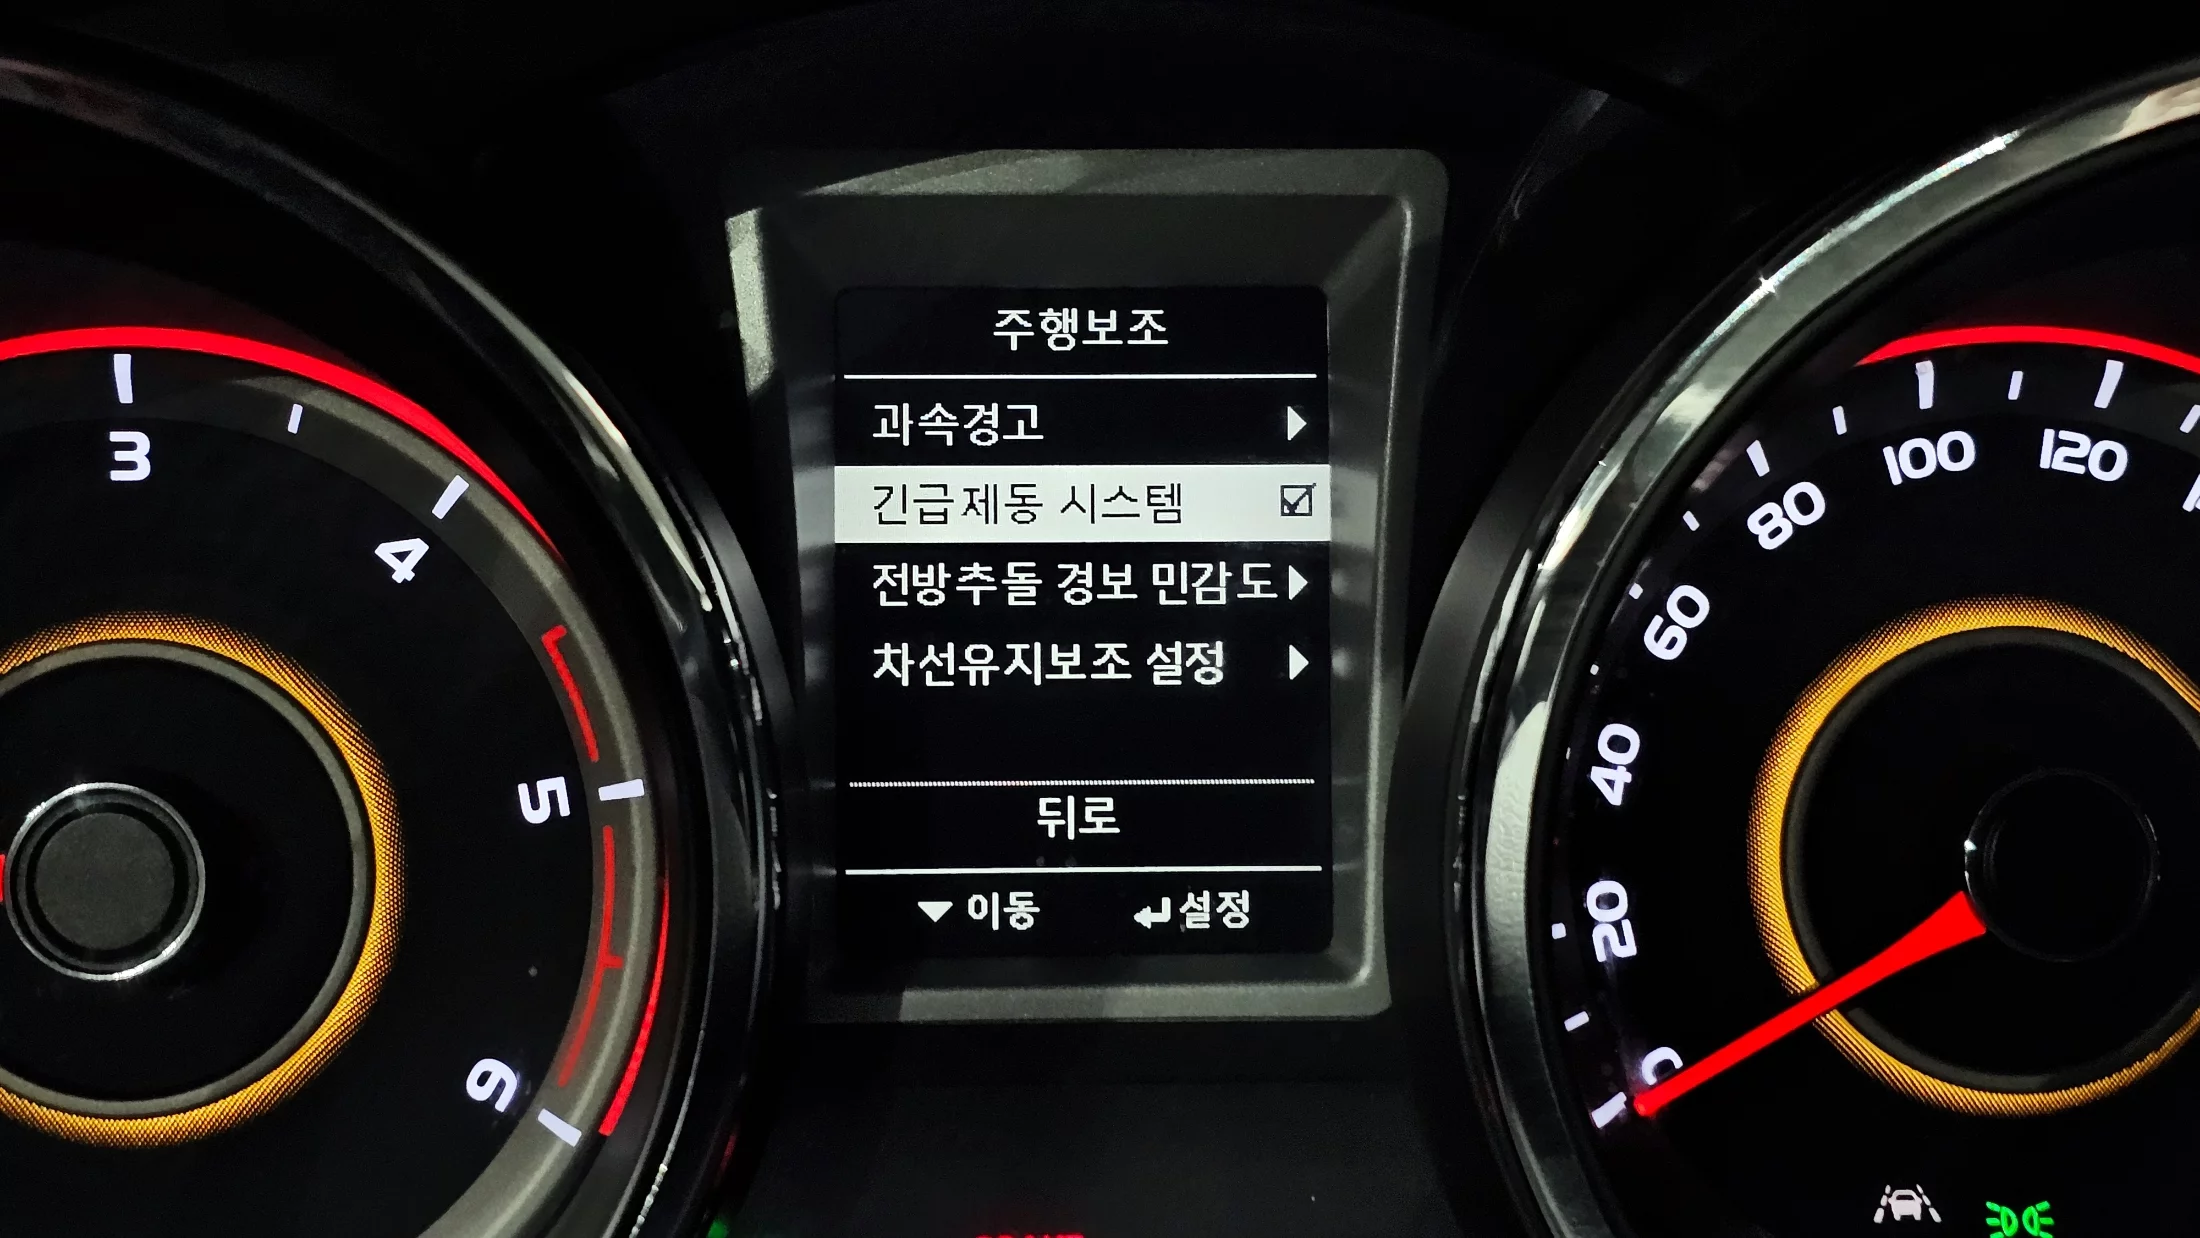 주행보조
과속경고
긴급제동 시스템
전방추돌 경보 민감도
차선유지보조 설정
뒤로
이동 설정
3
4
5
6
0
20
40
60
80
100
120